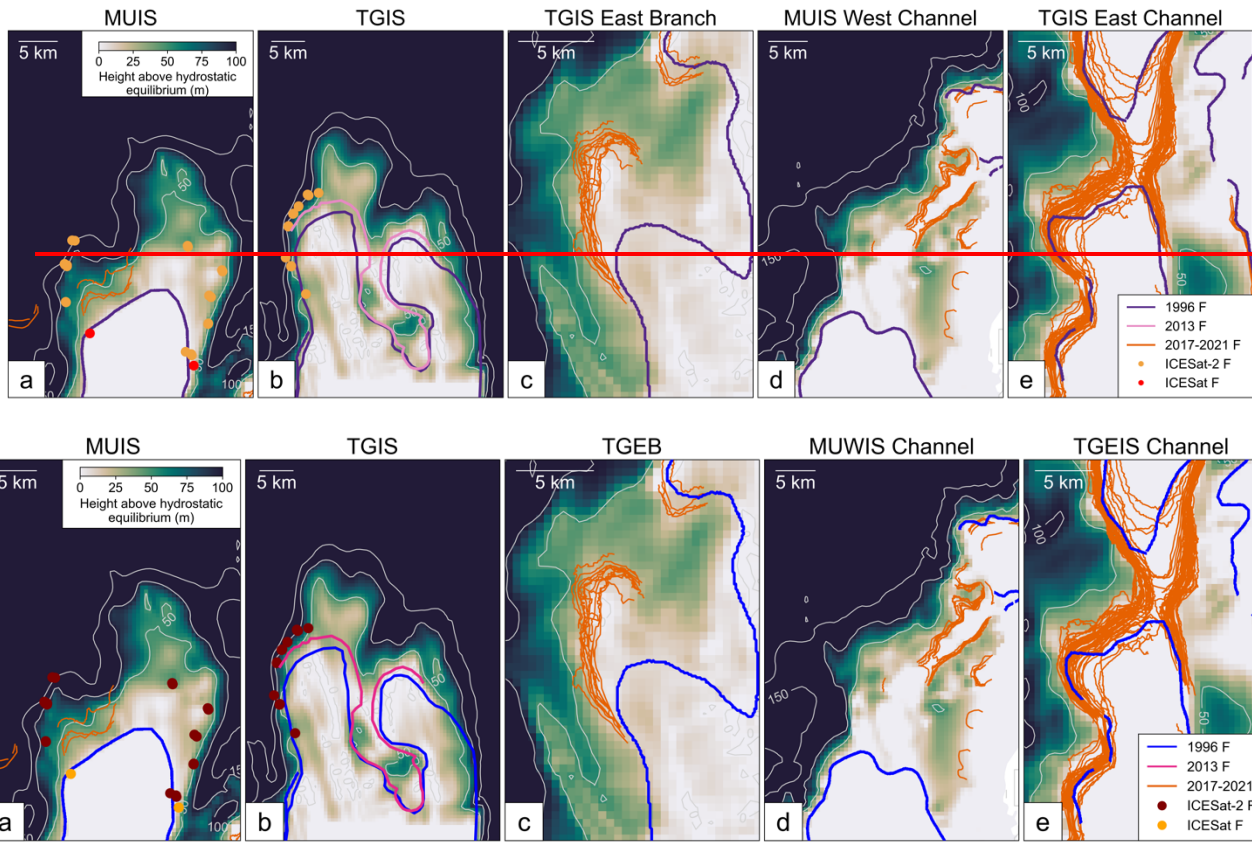 MUIS
TGIS
TGIS East Branch
MUIS West Channel
TGIS East Channel
5 km
0 25 50 75 100
Height above hydrostatic
equilibrium (m)
5 km
5 km
5 km
5 km
50
50
150
100
50
100
1996 F
2013 F
2017-2021 F
ICESat-2 F
ICESat F
a
b
c
d
e
MUIS
TGIS
TGEB
MUWIS Channel
TGEIS Channel
5 km
0 25 50 75 100
Height above hydrostatic
equilibrium (m)
5 km
5 km
5 km
5 km
50
50
150
100
50
100
1996 F
2013 F
2017-2021
ICESat-2 F
ICESat F
a
b
c
d
e